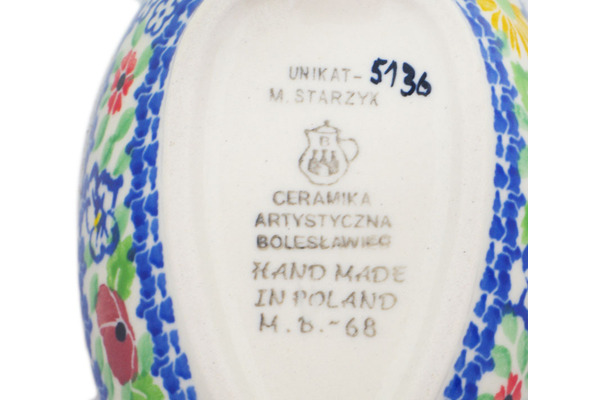 UNIKAT-5136
M. STARZYK
B
CERAMIKA
ARTYSTYCZNA
BOLESŁAWIEC
HAND MADE
IN POLAND
M. B. -68